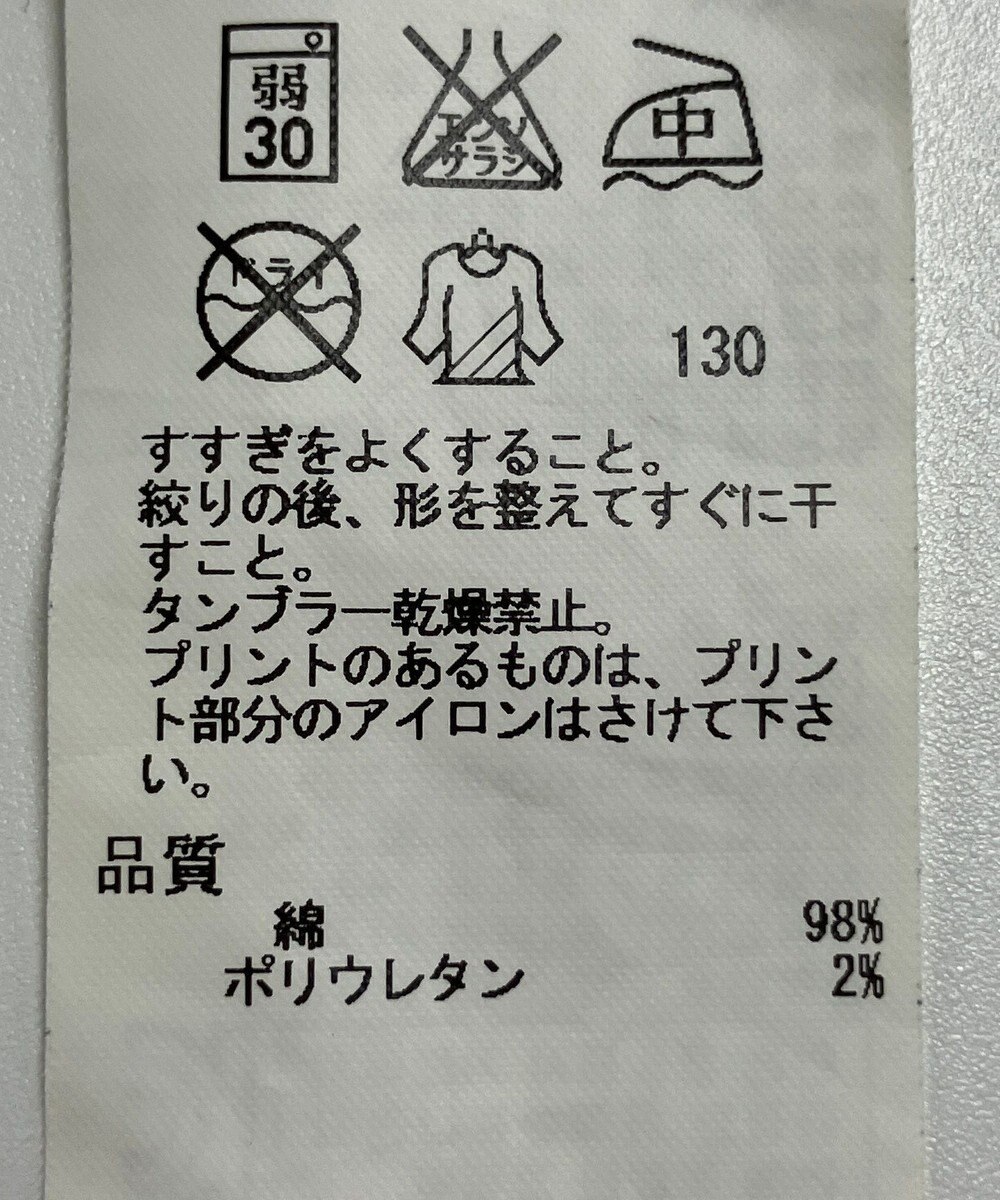 弱
30
エンソ
サラシ
中
ドライ
130
すすぎをよくすること。
絞りの後、形を整えてすぐに干
すこと。
タンブラー乾燥禁止。
プリントのあるものは、プリン
ト部分のアイロンはさけて下さ
い。
品質
綿 98%
ポリウレタン 2%